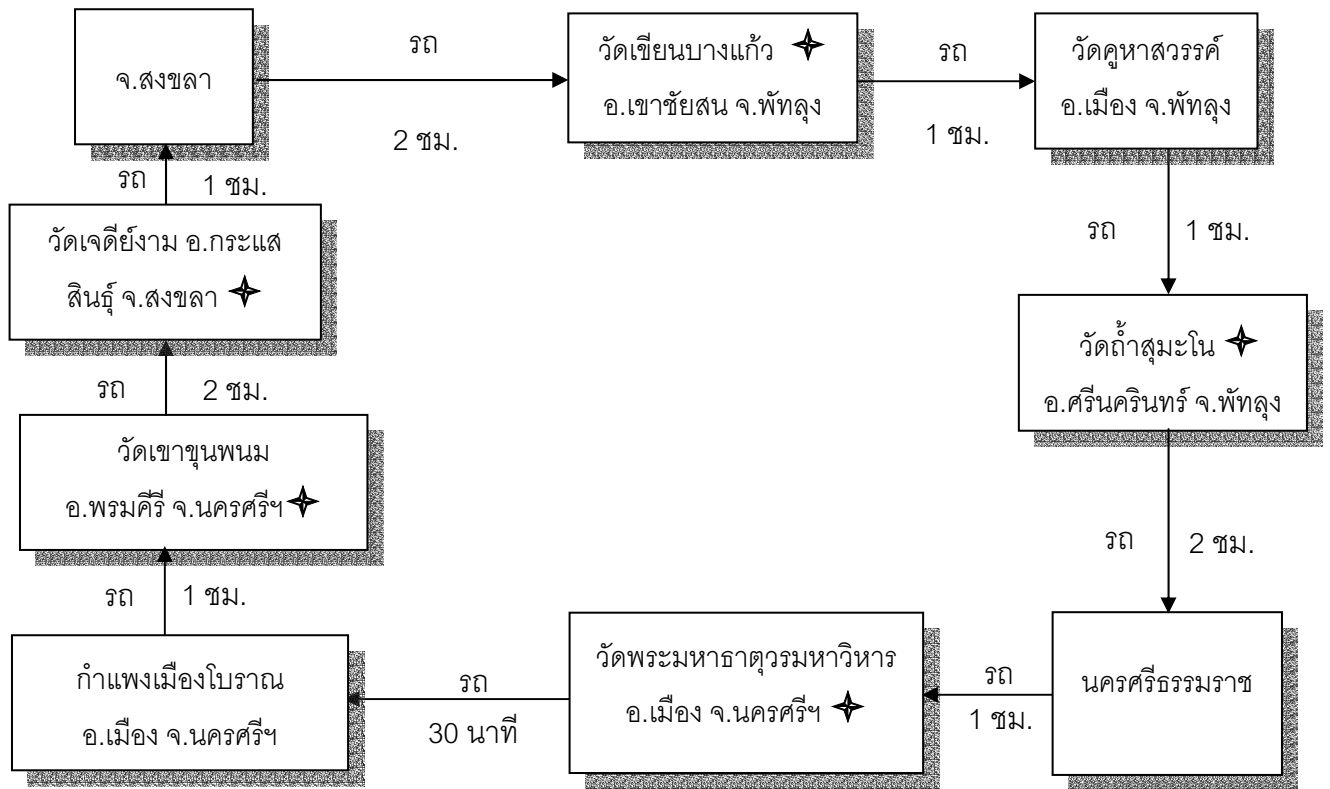 จ.สงขลา
รถ
2 ชม.
วัดเขียนบางแก้ว
อ.เขาชัยสน จ.พัทลุง
รถ
1 ชม.
วัดคูหาสวรรค์
อ.เมือง จ.พัทลุง
รถ 1 ชม.
วัดถ้ำสุมะโน
อ.ศรีนครินทร์ จ.พัทลุง
รถ 2 ชม.
นครศรีธรรมราช
รถ
1 ชม.
วัดพระมหาธาตุวรมหาวิหาร
อ.เมือง จ.นครศรีฯ
รถ
30 นาที
กำแพงเมืองโบราณ
อ.เมือง จ.นครศรีฯ
รถ 1 ชม.
วัดเขาขุนพนม
อ.พรมคีรี จ.นครศรีฯ
รถ 2 ชม.
วัดเจดีย์งาม อ.กระแส
สินธุ์ จ.สงขลา
รถ 1 ชม.